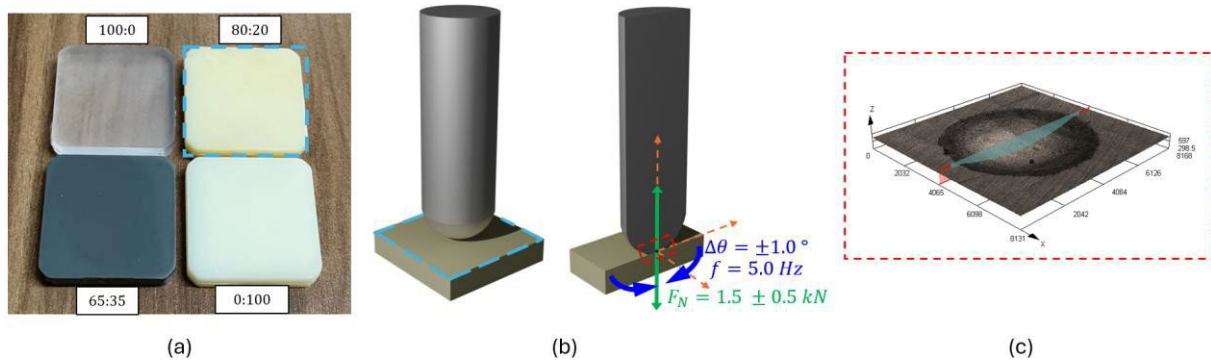 100:0
80:20
65:35
0:100
Δθ = ±1.0 °
f = 5.0 Hz
F_N = 1.5 ± 0.5 kN
Z
0
2032
4065
6098
8131
X
2042
4084
6126
8168
298.5
597
(a)
(b)
(c)